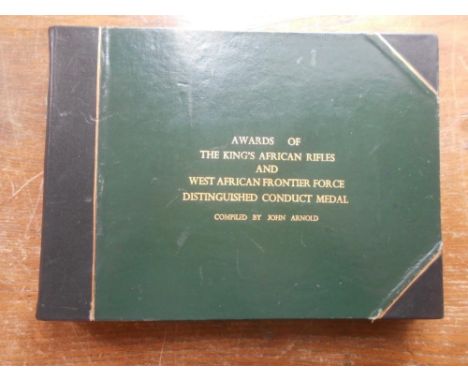 AWARDS OF
THE KING'S AFRICAN RIFLES
AND
WEST AFRICAN FRONTIER FORCE
DISTINGUISHED CONDUCT MEDAL
COMPILED BY JOHN ARNOLD